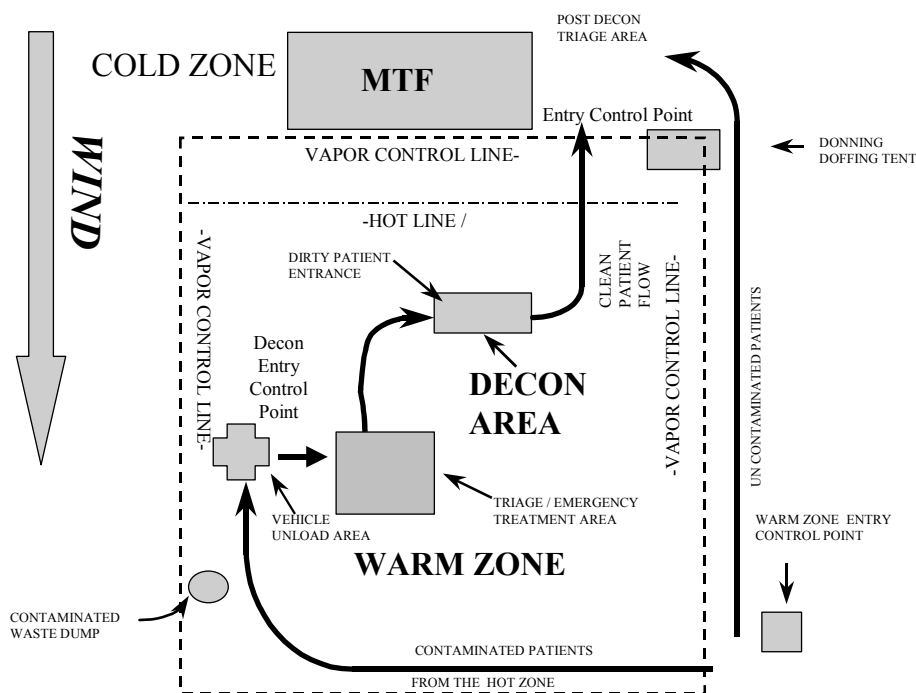 POST DECON
TRIAGE AREA
COLD ZONE
MTF
Entry Control Point
WIND
VAPOR CONTROL LINE-
DONNING
DOFFING TENT
-HOT LINE /
-VAPOR CONTROL LINE-
DIRTY PATIENT
ENTRANCE
CLEAN
PATIENT
FLOW
-VAPOR CONTROL LINE-
UN CONTAMINATED PATIENTS
Decon
Entry
Control
Point
DECON
AREA
VEHICLE
UNLOAD AREA
TRIAGE / EMERGENCY
TREATMENT AREA
WARM ZONE ENTRY
CONTROL POINT
WARM ZONE
CONTAMINATED
WASTE DUMP
CONTAMINATED PATIENTS
FROM THE HOT ZONE